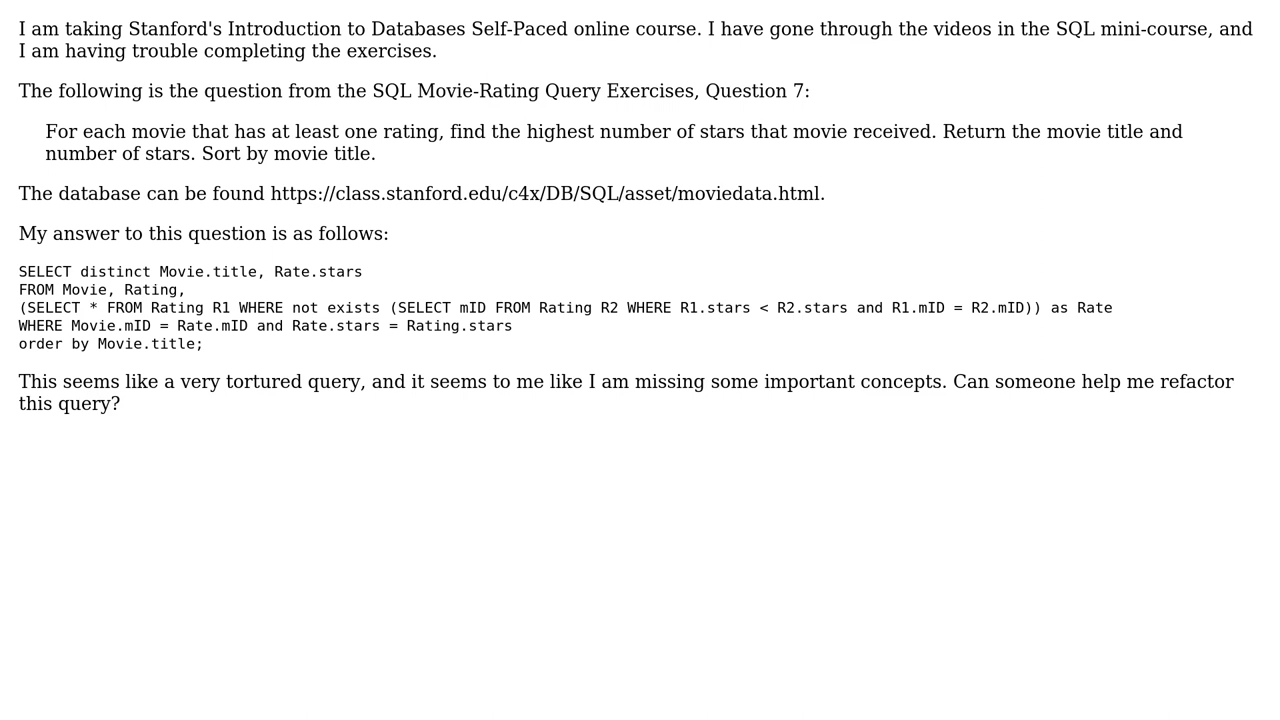 I am taking Stanford's Introduction to Databases Self-Paced online course. I have gone through the videos in the SQL mini-course, and
I am having trouble completing the exercises.
The following is the question from the SQL Movie-Rating Query Exercises, Question 7:
For each movie that has at least one rating, find the highest number of stars that movie received. Return the movie title and
number of stars. Sort by movie title.
The database can be found https://class.stanford.edu/c4x/DB/SQL/asset/moviedata.html.
My answer to this question is as follows:
SELECT distinct Movie.title, Rate.stars
FROM Movie, Rating,
(SELECT * FROM Rating R1 WHERE not exists (SELECT mID FROM Rating R2 WHERE R1.stars < R2.stars and R1.mID = R2.mID)) as Rate
WHERE Movie.mID = Rate.mID and Rate.stars = Rating.stars
order by Movie.title;
This seems like a very tortured query, and it seems to me like I am missing some important concepts. Can someone help me refactor
this query?